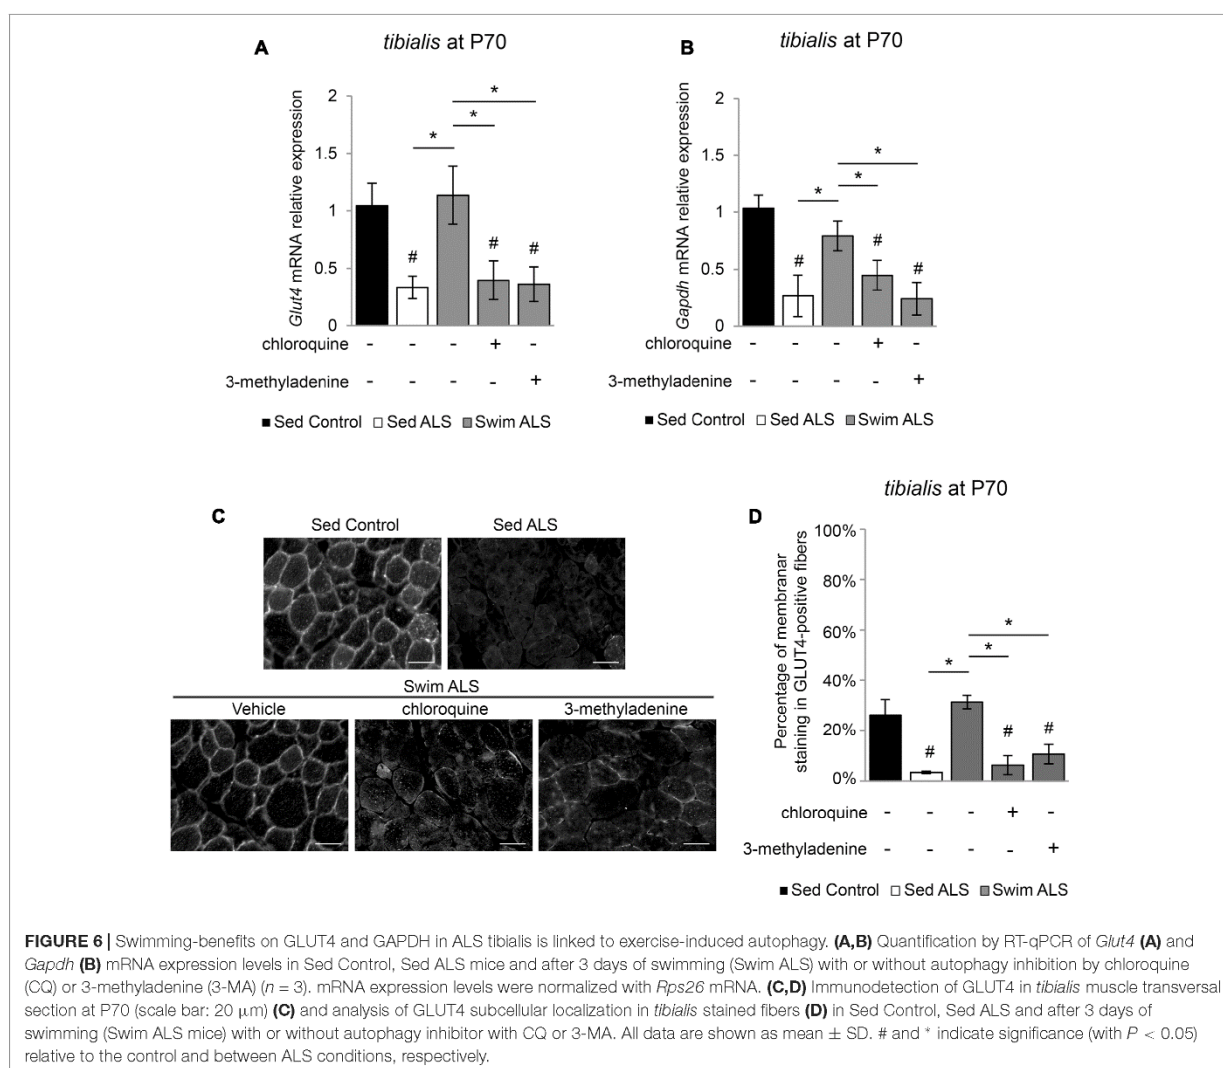 A
tibialis at P70
Glut4 mRNA relative expression
2
1.5
1
0.5
0
*
*
*
#
#
#
chloroquine - - - + -
3-methyladenine - - - - +
Sed Control Sed ALS Swim ALS
B
tibialis at P70
Gapdh mRNA relative expression
2
1.5
1
0.5
0
*
*
*
#
#
#
chloroquine - - - + -
3-methyladenine - - - - +
Sed Control Sed ALS Swim ALS
C
Sed Control Sed ALS
Swim ALS
Vehicle chloroquine 3-methyladenine
D
tibialis at P70
Percentage of membranar
staining in GLUT4-positive fibers
100%
80%
60%
40%
20%
0%
*
*
*
#
#
#
chloroquine - - - + -
3-methyladenine - - - - +
Sed Control Sed ALS Swim ALS
FIGURE 6 | Swimming-benefits on GLUT4 and GAPDH in ALS tibialis is linked to exercise-induced autophagy. (A,B) Quantification by RT-qPCR of Glut4 (A) and
Gapdh (B) mRNA expression levels in Sed Control, Sed ALS mice and after 3 days of swimming (Swim ALS) with or without autophagy inhibition by chloroquine
(CQ) or 3-methyladenine (3-MA) (n = 3). mRNA expression levels were normalized with Rps26 mRNA. (C,D) Immunodetection of GLUT4 in tibialis muscle transversal
section at P70 (scale bar: 20 μm) (C) and analysis of GLUT4 subcellular localization in tibialis stained fibers (D) in Sed Control, Sed ALS and after 3 days of
swimming (Swim ALS mice) with or without autophagy inhibitor with CQ or 3-MA. All data are shown as mean ± SD. # and * indicate significance (with P < 0.05)
relative to the control and between ALS conditions, respectively.